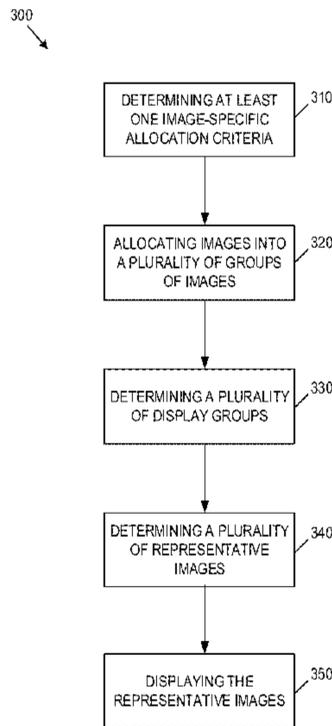 300
DETERMINING AT LEAST
ONE IMAGE-SPECIFIC
ALLOCATION CRITERIA
310
ALLOCATING IMAGES INTO
A PLURALITY OF GROUPS
OF IMAGES
320
DETERMINING A PLURALITY
OF DISPLAY GROUPS
330
DETERMINING A PLURALITY
OF REPRESENTATIVE
IMAGES
340
DISPLAYING THE
REPRESENTATIVE IMAGES
350